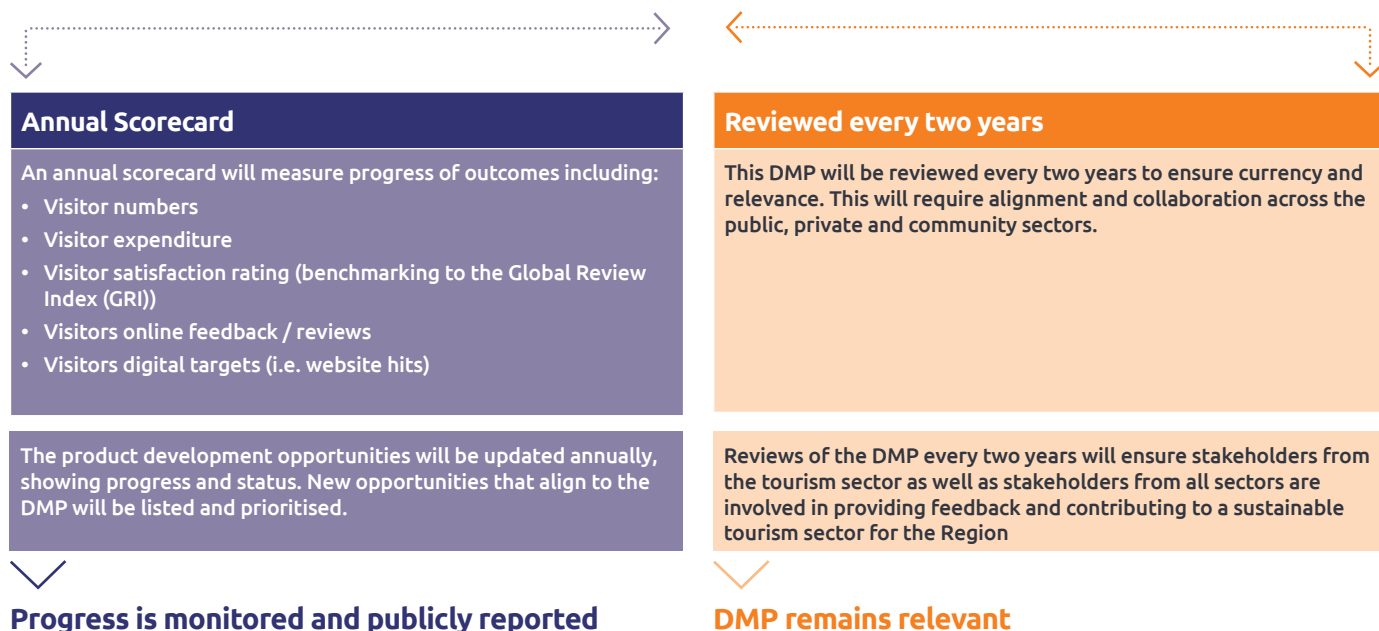 Annual Scorecard
An annual scorecard will measure progress of outcomes including:
• Visitor numbers
• Visitor expenditure
• Visitor satisfaction rating (benchmarking to the Global Review
Index (GRI))
• Visitors online feedback / reviews
• Visitors digital targets (i.e. website hits)
The product development opportunities will be updated annually,
showing progress and status. New opportunities that align to the
DMP will be listed and prioritised.
Progress is monitored and publicly reported
Reviewed every two years
This DMP will be reviewed every two years to ensure currency and
relevance. This will require alignment and collaboration across the
public, private and community sectors.
Reviews of the DMP every two years will ensure stakeholders from
the tourism sector as well as stakeholders from all sectors are
involved in providing feedback and contributing to a sustainable
tourism sector for the Region
DMP remains relevant